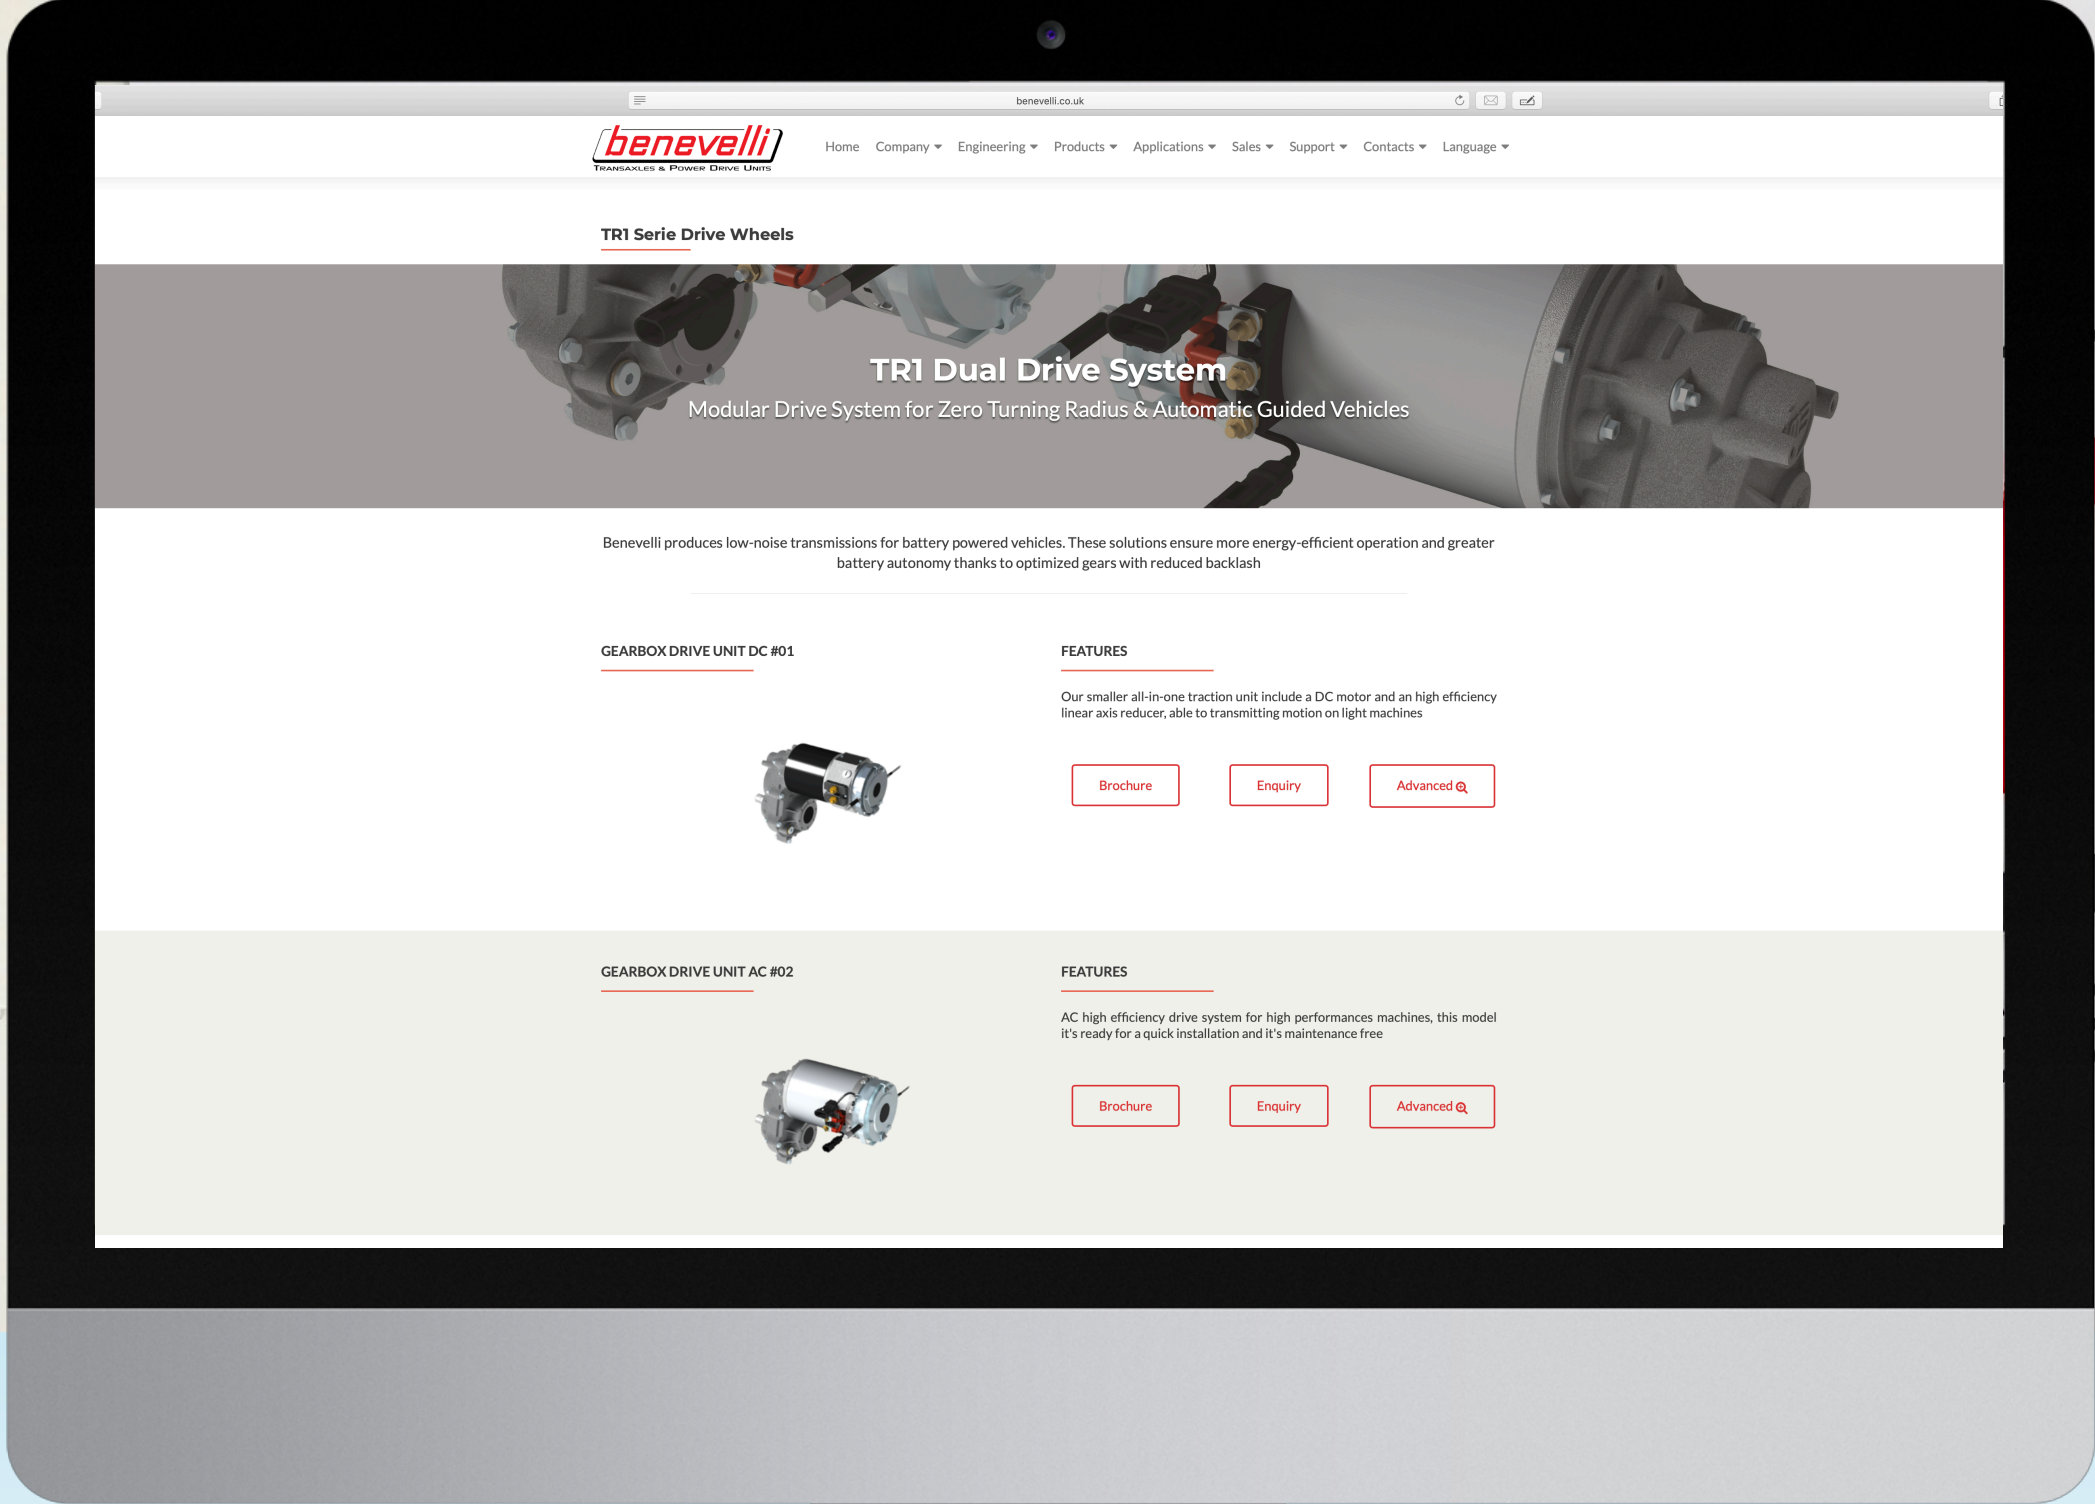 benevelli.co.uk
benevelli
TRANSAXLES & POWER DRIVE UNITS
Home Company Engineering Products Applications Sales Support Contacts Language
TR1 Serie Drive Wheels
TR1 Dual Drive System
Modular Drive System for Zero Turning Radius & Automatic Guided Vehicles
Benevelli produces low-noise transmissions for battery powered vehicles. These solutions ensure more energy-efficient operation and greater
battery autonomy thanks to optimized gears with reduced backlash
GEARBOX DRIVE UNIT DC #01
FEATURES
Our smaller all-in-one traction unit include a DC motor and an high efficiency
linear axis reducer, able to transmitting motion on light machines
Brochure Enquiry Advanced
GEARBOX DRIVE UNIT AC #02
FEATURES
AC high efficiency drive system for high performances machines, this model
it's ready for a quick installation and it's maintenance free
Brochure Enquiry Advanced